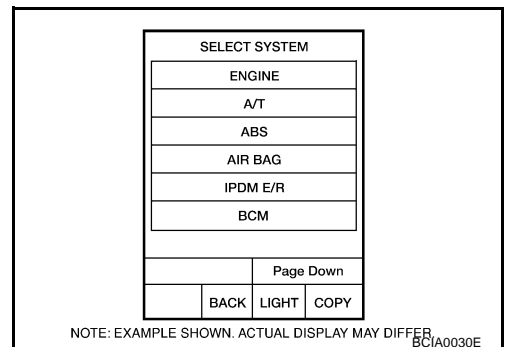 SELECT SYSTEM
ENGINE
A/T
ABS
AIR BAG
IPDM E/R
BCM
Page Down
BACK LIGHT COPY
NOTE: EXAMPLE SHOWN. ACTUAL DISPLAY MAY DIFFER.
BCIA0030E